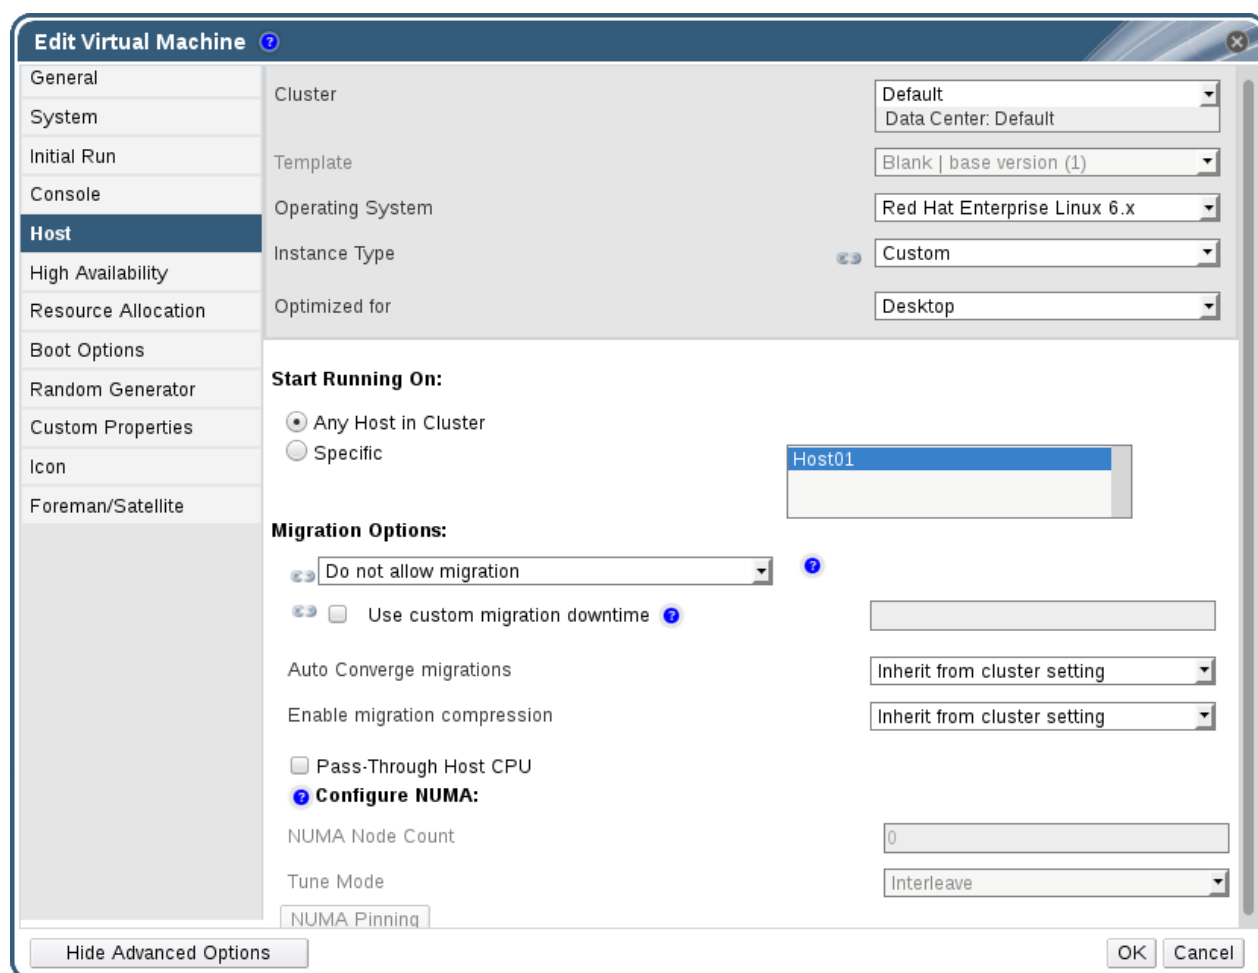 Edit Virtual Machine ?
General
System
Initial Run
Console
Host
High Availability
Resource Allocation
Boot Options
Random Generator
Custom Properties
Icon
Foreman/Satellite
Cluster
Default
Data Center: Default
Template
Blank | base version (1)
Operating System
Red Hat Enterprise Linux 6.x
Instance Type
Custom
Optimized for
Desktop
Start Running On:
Any Host in Cluster
Specific
Host01
Migration Options:
Do not allow migration ?
Use custom migration downtime ?
Auto Converge migrations
Inherit from cluster setting
Enable migration compression
Inherit from cluster setting
Pass-Through Host CPU
? Configure NUMA:
NUMA Node Count
0
Tune Mode
Interleave
NUMA Pinning
Hide Advanced Options
OK
Cancel